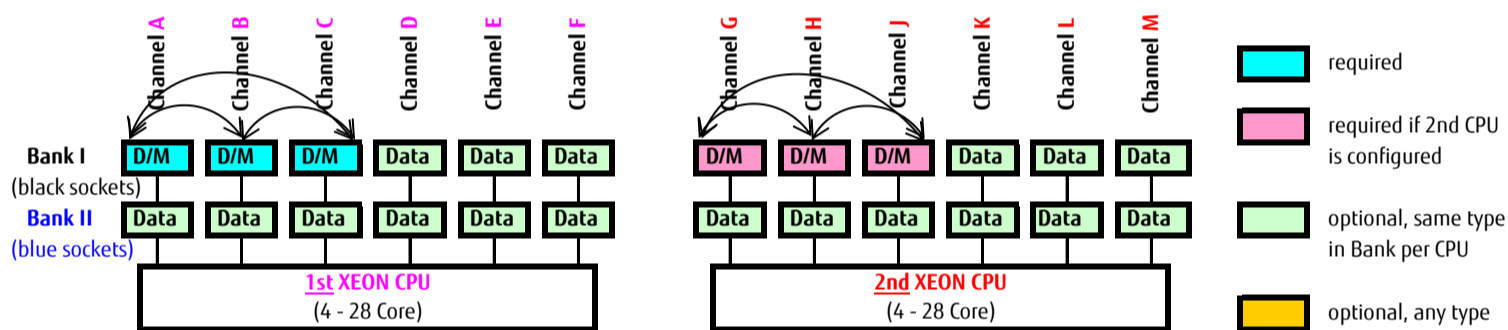 Channel A
Channel B
Channel C
Channel D
Channel E
Channel F
Channel G
Channel H
Channel J
Channel K
Channel L
Channel M
required
required if 2nd CPU
is configured
Bank I
(black sockets)
D/M D/M D/M Data Data Data
D/M D/M D/M Data Data Data
Bank II
(blue sockets)
Data Data Data Data Data Data
Data Data Data Data Data Data
optional, same type
in Bank per CPU
1st XEON CPU
(4 - 28 Core)
2nd XEON CPU
(4 - 28 Core)
optional, any type